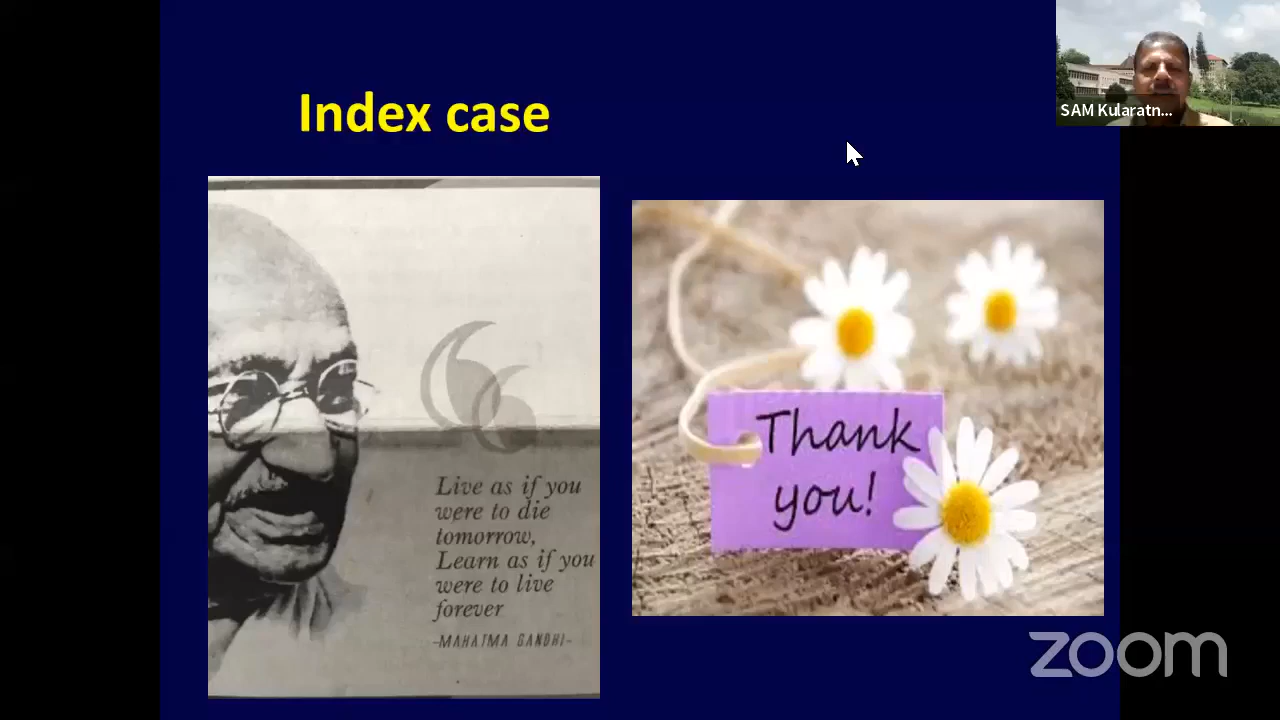 Index case
SAM Kularatn...
Live as if you
were to die
tomorrow,
Learn as if you
were to live
forever
-MAHATMA GANDHI-
Thank
you!
zoom